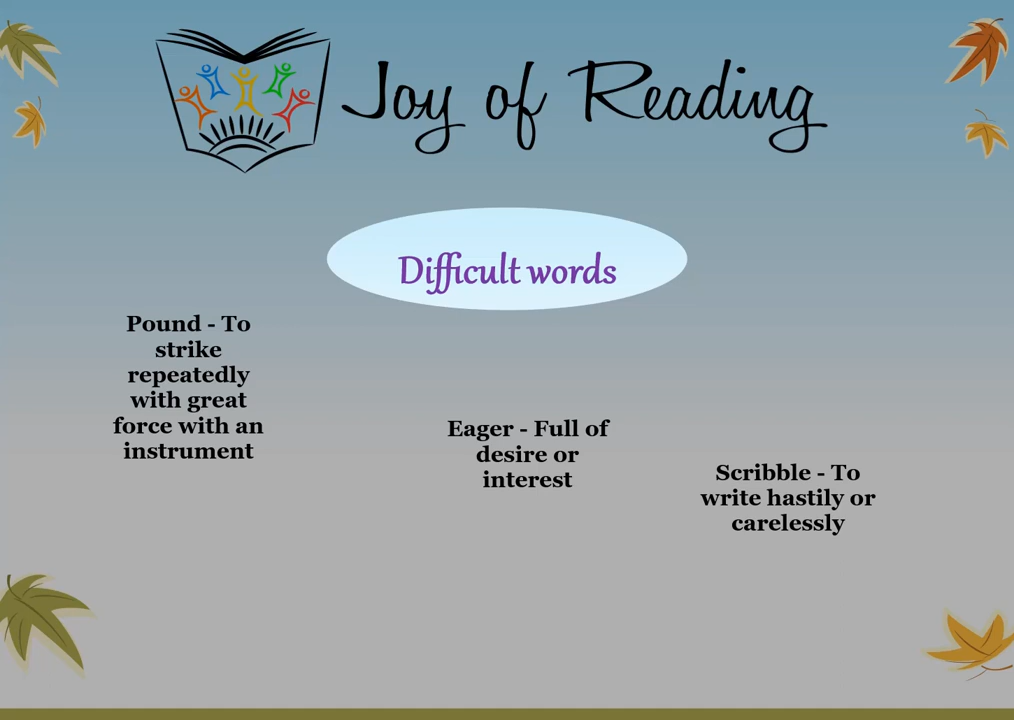 Joy of Reading
Difficult words
Pound - To
strike
repeatedly
with great
force with an
instrument
Eager - Full of
desire or
interest
Scribble - To
write hastily or
carelessly